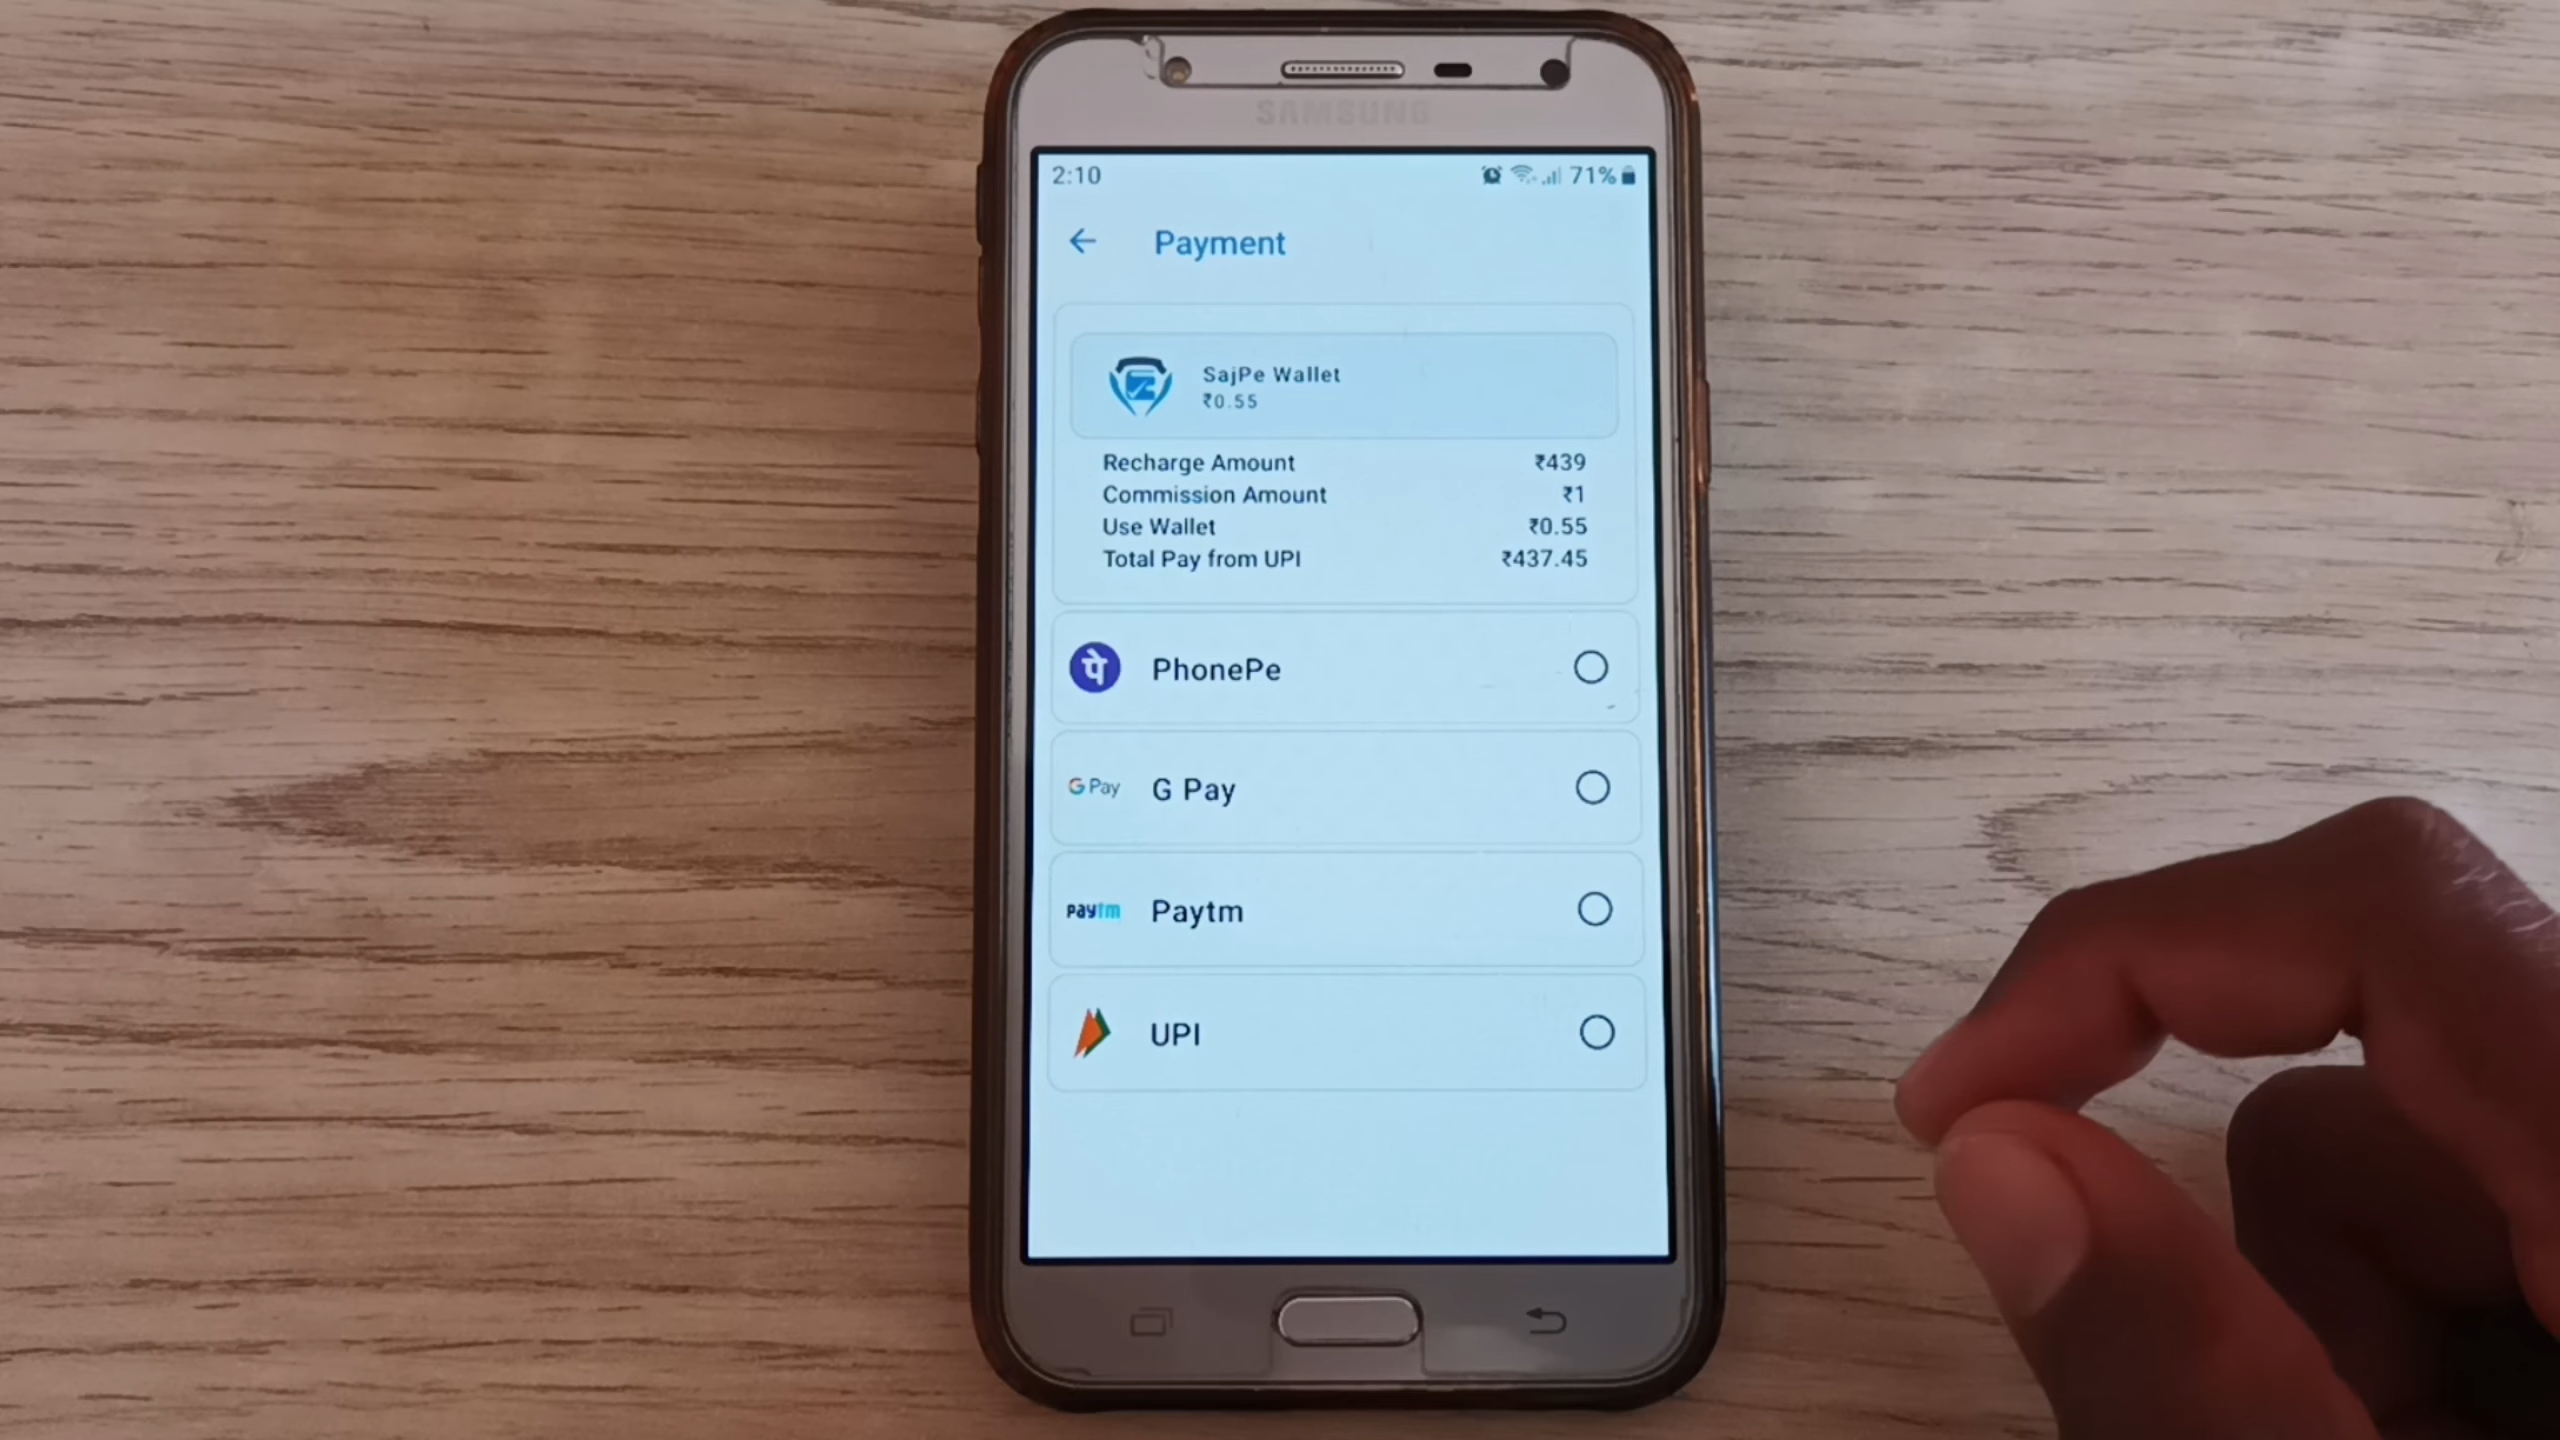 SAMSUNG
2:10 71%
Payment
SajPe Wallet
₹0.55
Recharge Amount ₹439
Commission Amount ₹1
Use Wallet ₹0.55
Total Pay from UPI ₹437.45
पे PhonePe
G Pay G Pay
paytm Paytm
UPI